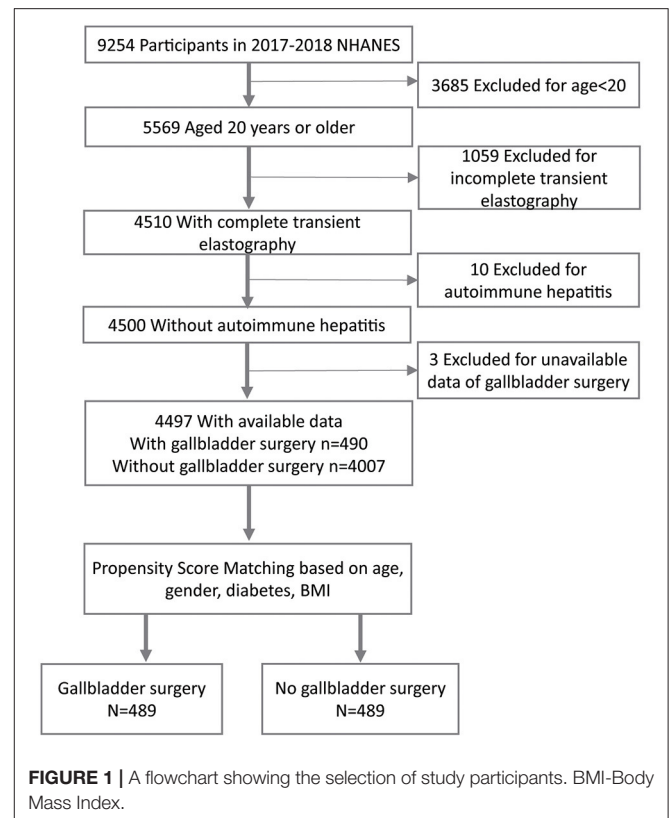 9254 Participants in 2017-2018 NHANES
3685 Excluded for age<20
5569 Aged 20 years or older
1059 Excluded for
incomplete transient
elastography
4510 With complete transient
elastography
10 Excluded for
autoimmune hepatitis
4500 Without autoimmune hepatitis
3 Excluded for unavailable
data of gallbladder surgery
4497 With available data
With gallbladder surgery n=490
Without gallbladder surgery n=4007
Propensity Score Matching based on age,
gender, diabetes, BMI
Gallbladder surgery
N=489
No gallbladder surgery
N=489
FIGURE 1 | A flowchart showing the selection of study participants. BMI-Body
Mass Index.